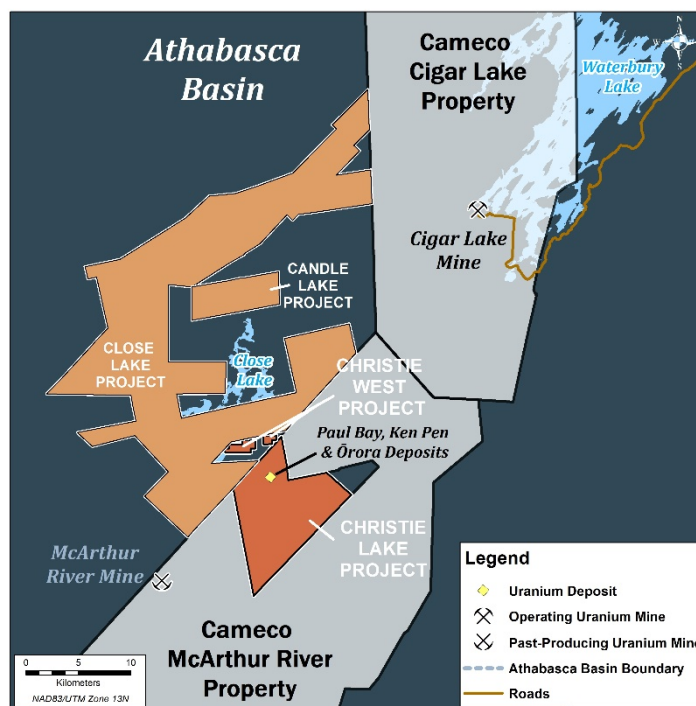 Athabasca
Basin
Cameco
Cigar Lake
Property
Waterbury
Lake
N
S
Cigar Lake
Mine
CANDLE
LAKE
PROJECT
CLOSE
LAKE
PROJECT
Close
Lake
CHRISTIE
WEST
PROJECT
Paul Bay, Ken Pen
& Ōrora Deposits
McArthur
River Mine
CHRISTIE
LAKE
PROJECT
Cameco
McArthur River
Property
0 5 10
Kilometers
NAD83/UTM Zone 13N
Legend
Uranium Deposit
Operating Uranium Mine
Past-Producing Uranium Mine
Athabasca Basin Boundary
Roads